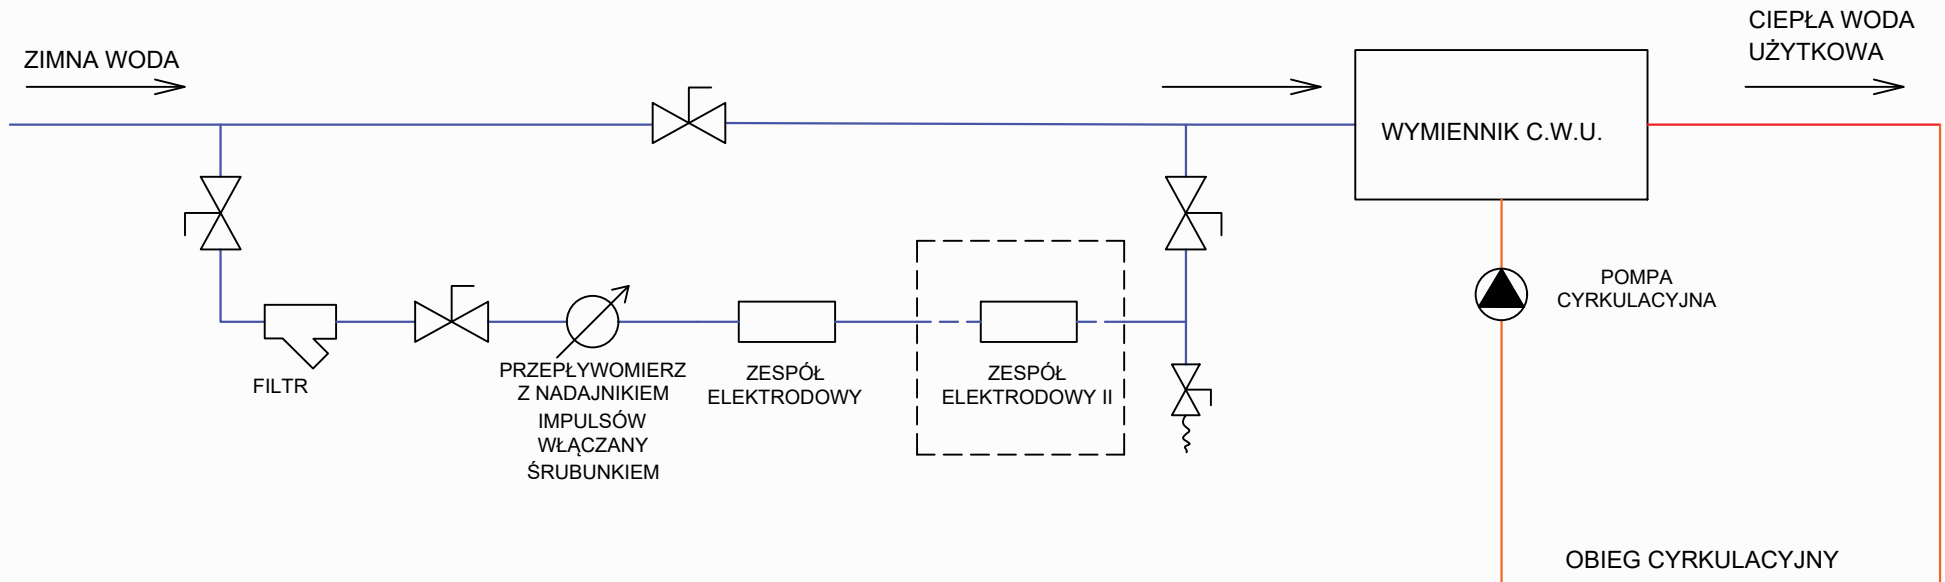 ZIMNA WODA
CIEPŁA WODA
UŻYTKOWA
WYMIENNIK C.W.U.
POMPA
CYRKULACYJNA
FILTR
PRZEPŁYWOMIERZ
Z NADAJNIKIEM
IMPULSÓW
WŁĄCZANY
ŚRUBUNKIEM
ZESPÓŁ
ELEKTRODOWY
ZESPÓŁ
ELEKTRODOWY II
OBIEG CYRKULACYJNY